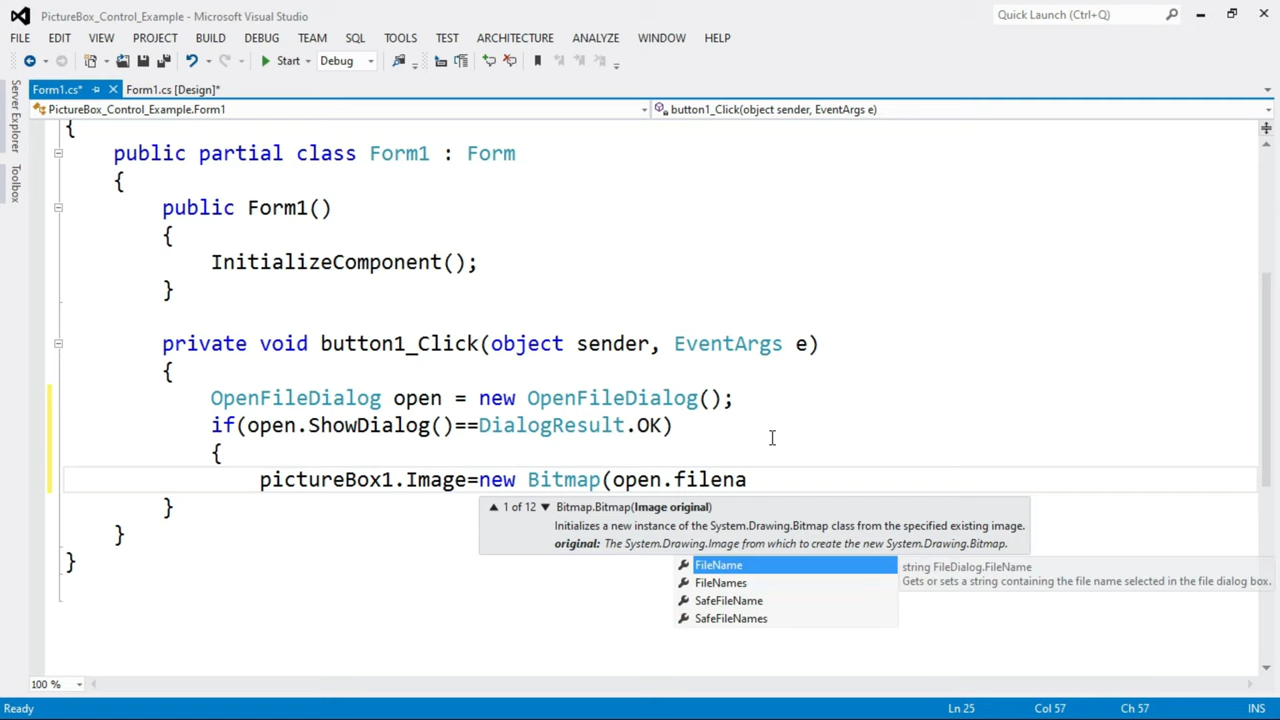 PictureBox_Control_Example - Microsoft Visual Studio
Quick Launch (Ctrl+Q)
FILE EDIT VIEW PROJECT BUILD DEBUG TEAM SQL TOOLS TEST ARCHITECTURE ANALYZE WINDOW HELP
Start Debug
Form1.cs* Form1.cs [Design]*
PictureBox_Control_Example.Form1 button1_Click(object sender, EventArgs e)
Server Explorer
Toolbox
{
public partial class Form1 : Form
{
public Form1()
{
InitializeComponent();
}
private void button1_Click(object sender, EventArgs e)
{
OpenFileDialog open = new OpenFileDialog();
if(open.ShowDialog()==DialogResult.OK)
{
pictureBox1.Image=new Bitmap(open.filena
}
}
}
1 of 12 Bitmap.Bitmap(Image original)
Initializes a new instance of the System.Drawing.Bitmap class from the specified existing image.
original: The System.Drawing.Image from which to create the new System.Drawing.Bitmap.
FileName
FileNames
SafeFileName
SafeFileNames
string FileDialog.FileName
Gets or sets a string containing the file name selected in the file dialog box.
100 %
Ready Ln 25 Col 57 Ch 57 INS